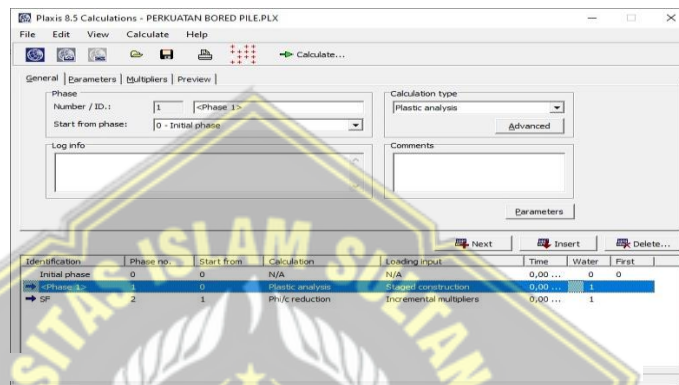 Plaxis 8.5 Calculations - PERKUATAN BORED PILE.PLX
File Edit View Calculate Help
Calculate...
General Parameters Multipliers Preview
Phase
Number / ID.: 1 <Phase 1>
Start from phase: 0 - Initial phase
Calculation type
Plastic analysis
Advanced
Log info
Comments
Parameters
Next Insert Delete...
Identification Phase no. Start from Calculation Loading input Time Water First
Initial phase 0 0 N/A N/A 0,00 ... 0 0
<Phase 1> 1 0 Plastic analysis Staged construction 0,00 ... 1
SF 2 1 Phi/c reduction Incremental multipliers 0,00 ... 1
SITAS ISLAM SULTAN